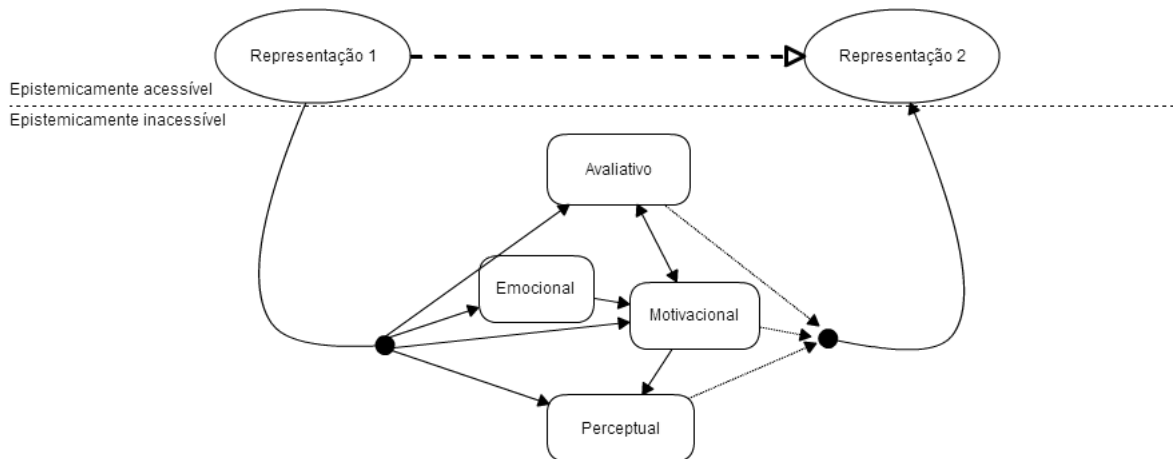 Representação 1
Representação 2
Epistemicamente acessível
Epistemicamente inacessível
Avaliativo
Emocional
Motivacional
Perceptual